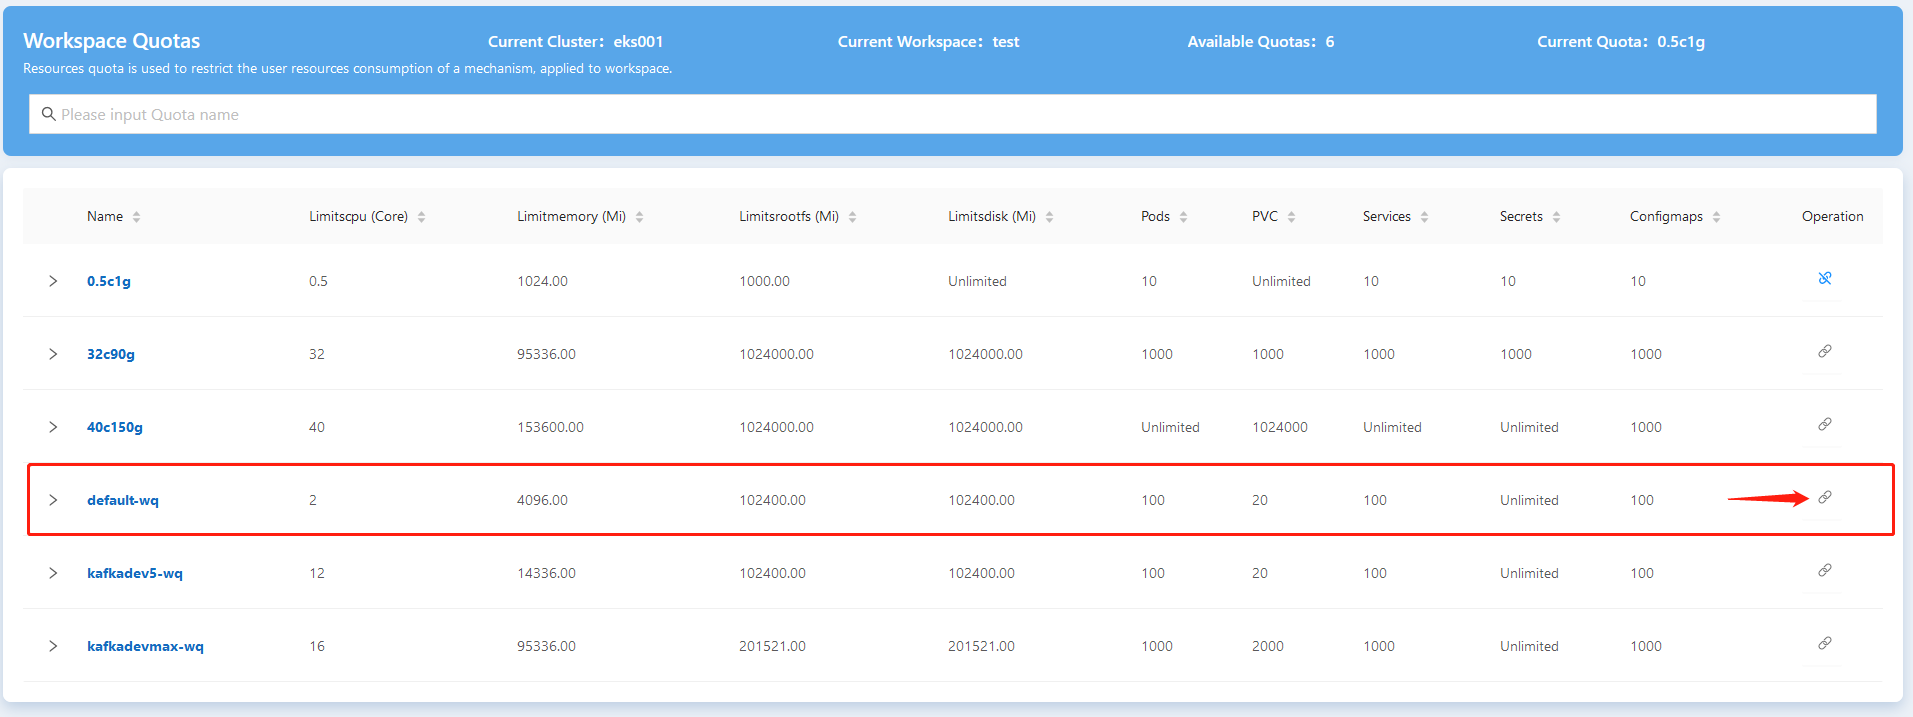 Workspace Quotas Current Cluster： eks001 Current Workspace： test Available Quotas： 6 Current Quota： 0.5c1g
Resources quota is used to restrict the user resources consumption of a mechanism, applied to workspace.
Please input Quota name
Name Limitscpu (Core) Limitmemory (Mi) Limitsrootfs (Mi) Limitsdisk (Mi) Pods PVC Services Secrets Configmaps Operation
0.5c1g 0.5 1024.00 1000.00 Unlimited 10 Unlimited 10 10 10
32c90g 32 95336.00 1024000.00 1024000.00 1000 1000 1000 1000 1000
40c150g 40 153600.00 1024000.00 1024000.00 Unlimited 1024000 Unlimited Unlimited 1000
default-wq 2 4096.00 102400.00 102400.00 100 20 100 Unlimited 100
kafkadev5-wq 12 14336.00 102400.00 102400.00 100 20 100 Unlimited 100
kafkadevmax-wq 16 95336.00 201521.00 201521.00 1000 2000 1000 Unlimited 1000